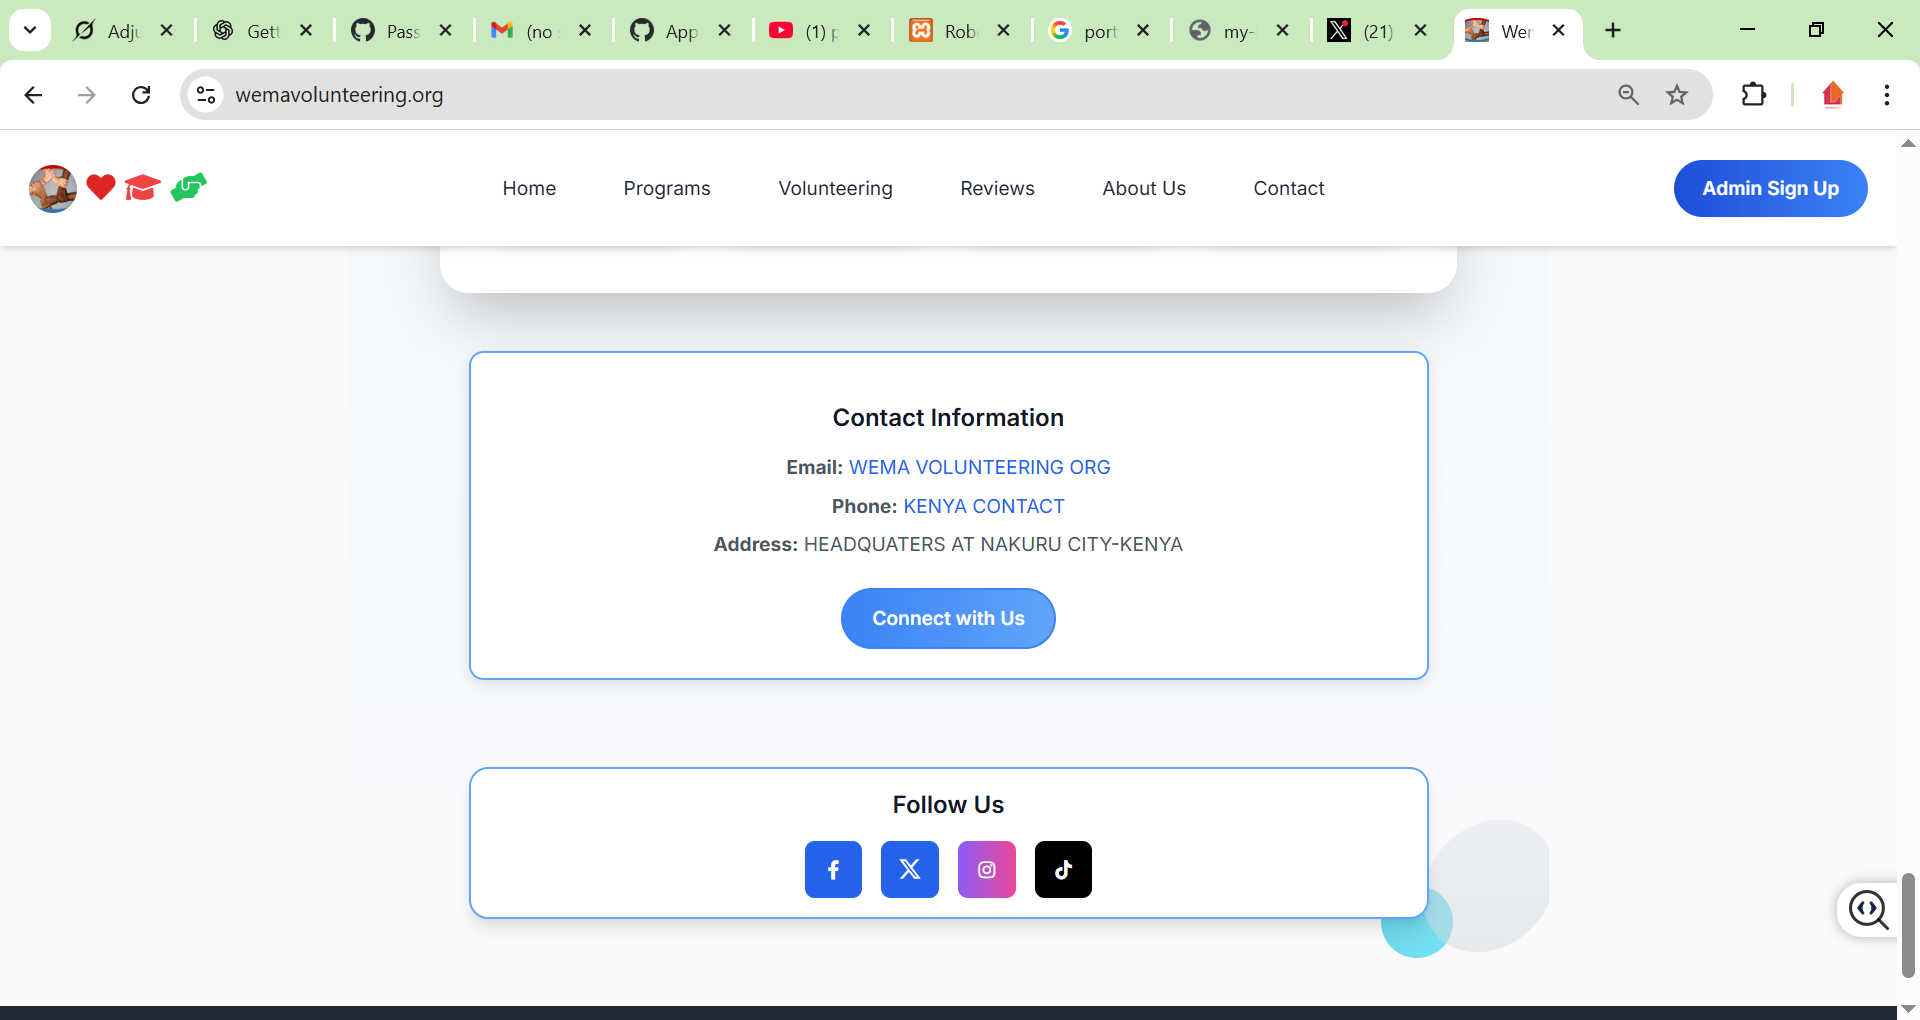 Adju
Gett
Pass
(no s
App
(1) p
Rob
port
my-
(21)
Wer
wemavolunteering.org
Home Programs Volunteering Reviews About Us Contact Admin Sign Up
Contact Information
Email: WEMA VOLUNTEERING ORG
Phone: KENYA CONTACT
Address: HEADQUATERS AT NAKURU CITY-KENYA
Connect with Us
Follow Us